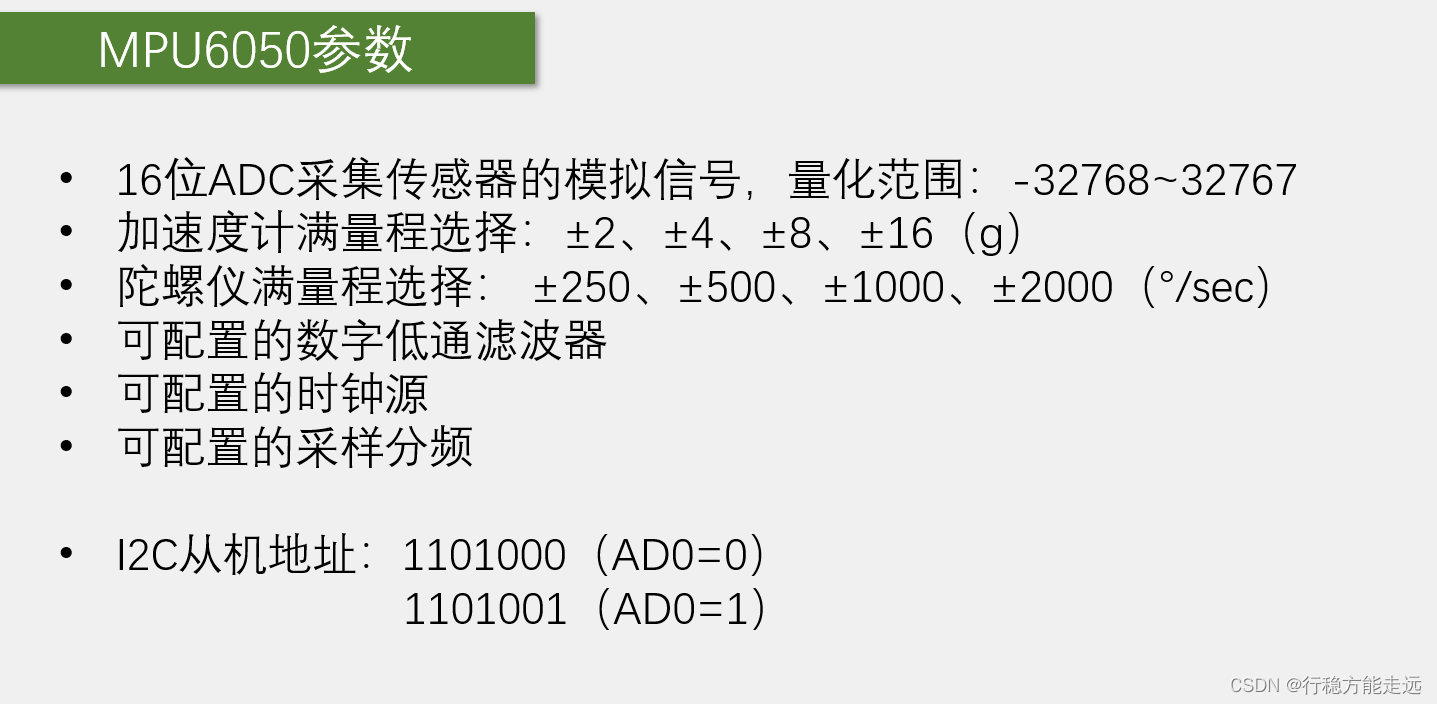 MPU6050参数
• 16位ADC采集传感器的模拟信号，量化范围：-32768~32767
• 加速度计满量程选择：±2、±4、±8、±16（g）
• 陀螺仪满量程选择： ±250、±500、±1000、±2000（°/sec）
• 可配置的数字低通滤波器
• 可配置的时钟源
• 可配置的采样分频
• I2C从机地址：1101000（AD0=0）
1101001（AD0=1）
CSDN @行稳方能走远